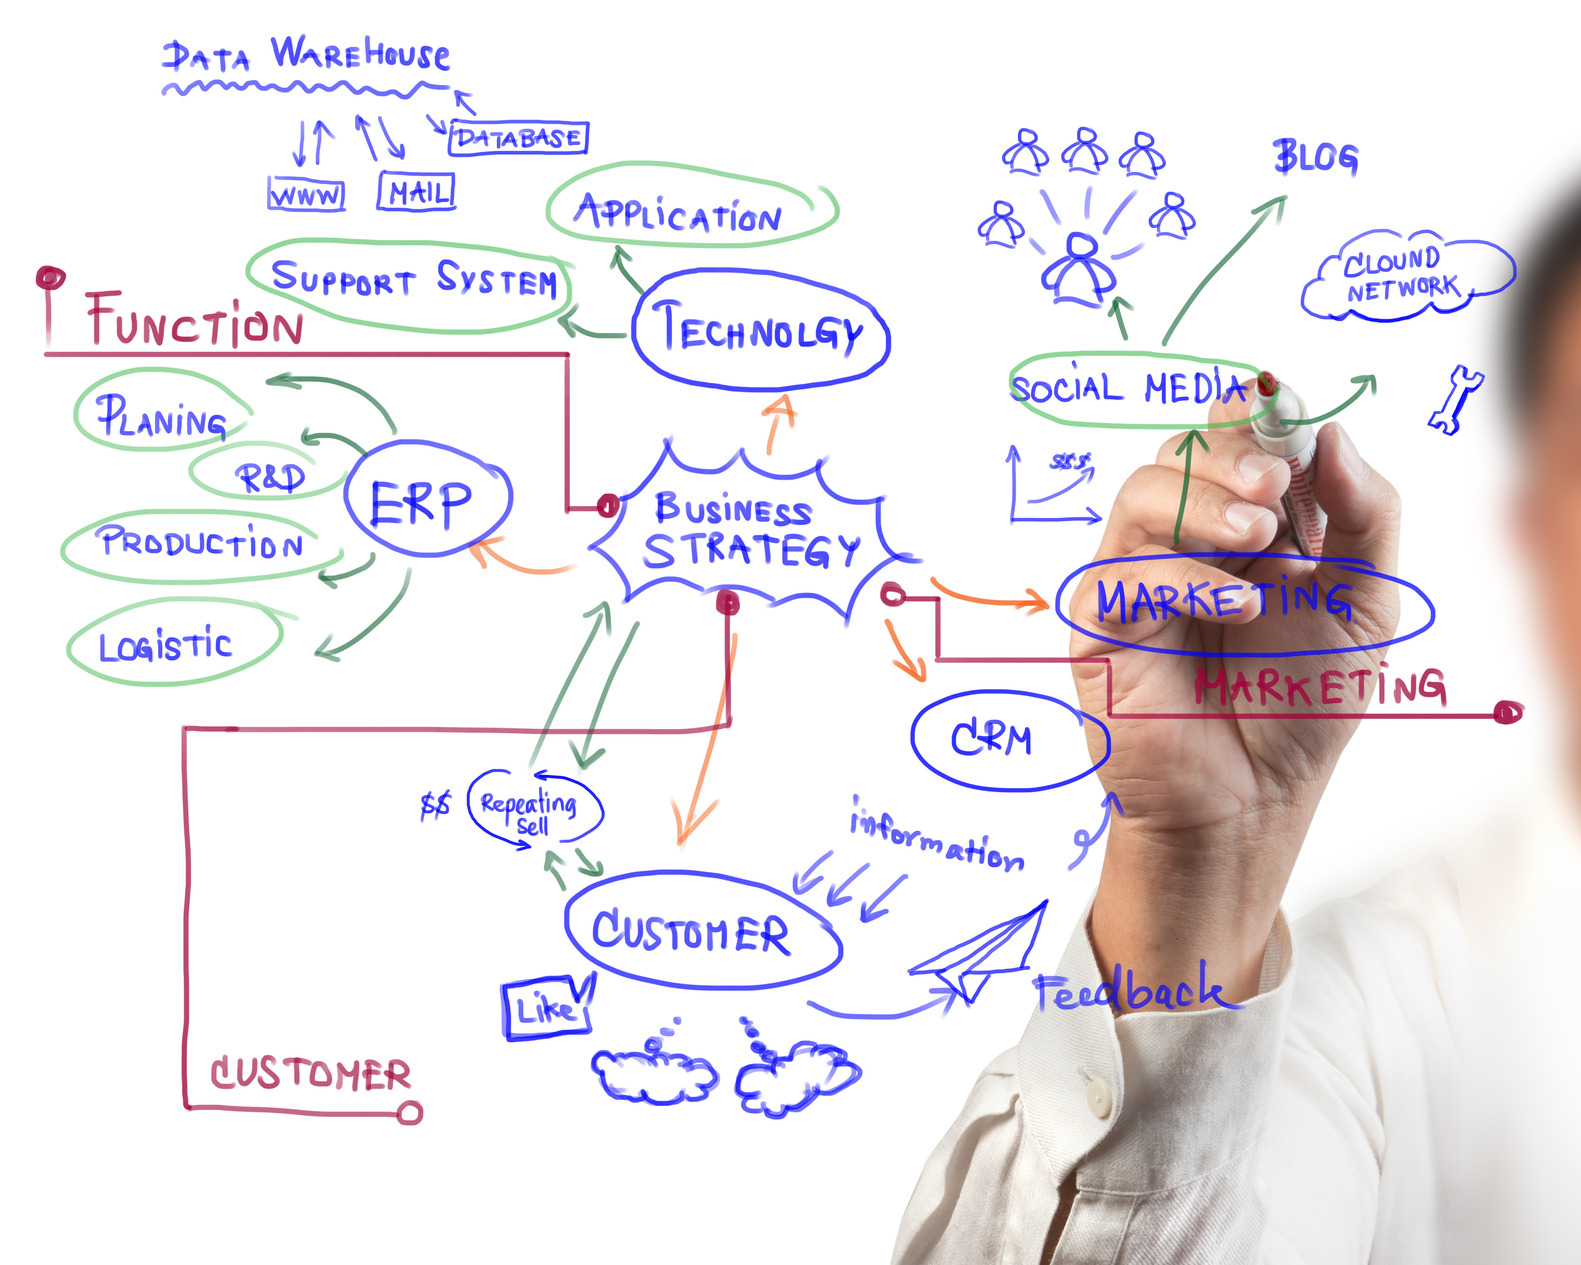 DATA WAREHOUSE
DATABASE
WWW
MAIL
APPLICATION
SUPPORT SYSTEM
FUNCTION
TECHNOLGY
PLANING
R&D
ERP
PRODUCTION
LOGISTIC
BUSINESS
STRATEGY
BLOG
CLOUND
NETWORK
SOCIAL MEDIA
$$$
MARKETING
MARKETING
CRM
$$
Repeating
Sell
information
CUSTOMER
Like
Feedback
CUSTOMER